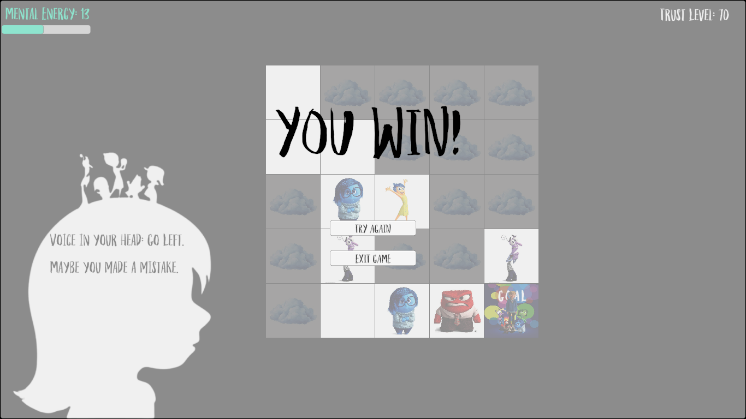 MENTAL ENERGY: 13
TRUST LEVEL: 70
YOU WIN!
TRY AGAIN
VOICE IN YOUR HEAD: GO LEFT.
EXIT GAME
MAYBE YOU MADE A MISTAKE.
GOAL